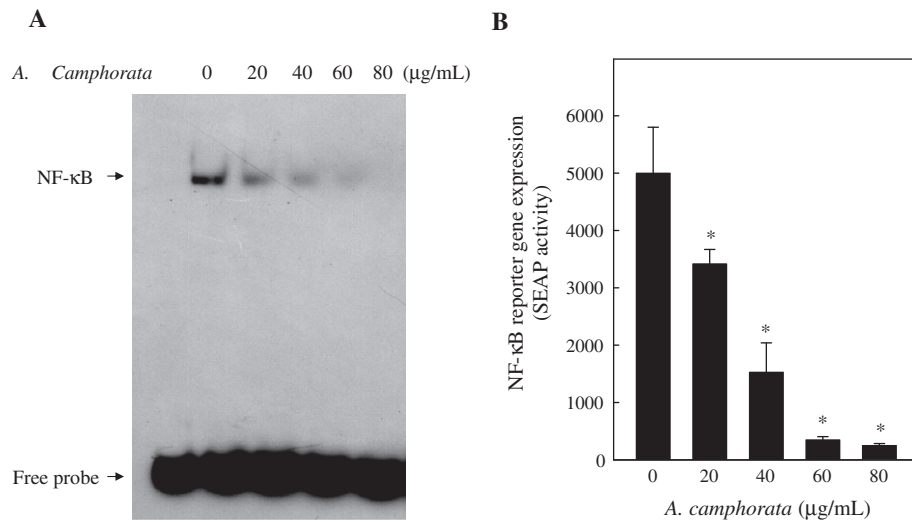 A
A. Camphorata 0 20 40 60 80 (μg/mL)
NF-κB
Free probe
B
NF-κB reporter gene expression
(SEAP activity)
6000
5000
4000
3000
2000
1000
0
*
*
*
*
0 20 40 60 80
A. camphorata (μg/mL)